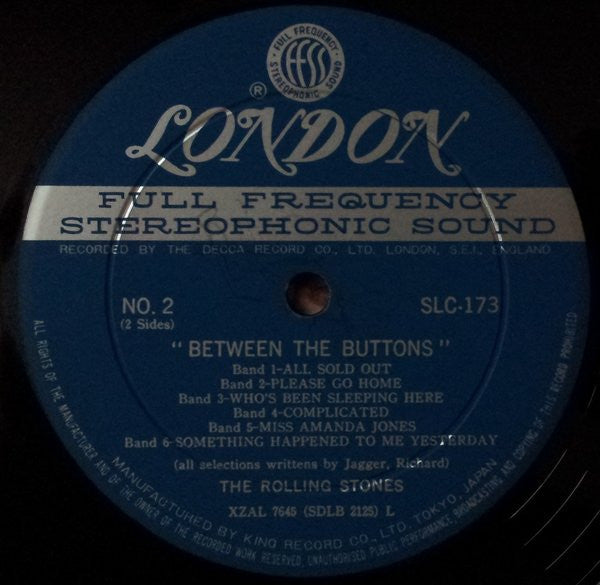 FULL FREQUENCY
ffss
STEREOPHONIC SOUND
®
LONDON
FULL FREQUENCY
STEREOPHONIC SOUND
RECORDED BY THE DECCA RECORD CO., LTD. LONDON, S.E.I., ENGLAND
NO. 2
(2 Sides)
SLC-173
"BETWEEN THE BUTTONS"
Band 1-ALL SOLD OUT
Band 2-PLEASE GO HOME
Band 3-WHO'S BEEN SLEEPING HERE
Band 4-COMPLICATED
Band 5-MISS AMANDA JONES
Band 6-SOMETHING HAPPENED TO ME YESTERDAY
(all selections writtens by Jagger, Richard)
THE ROLLING STONES
XZAL 7645 (SDLB 2125) L
MANUFACTURED BY KING RECORD CO., LTD., TOKYO, JAPAN
ALL RIGHTS OF THE MANUFACTURER AND OF THE OWNER OF THE RECORDED WORK RESERVED, UNAUTHORISED PUBLIC PERFORMANCE, BROADCASTING AND COPYING OF THIS RECORD PROHIBITED